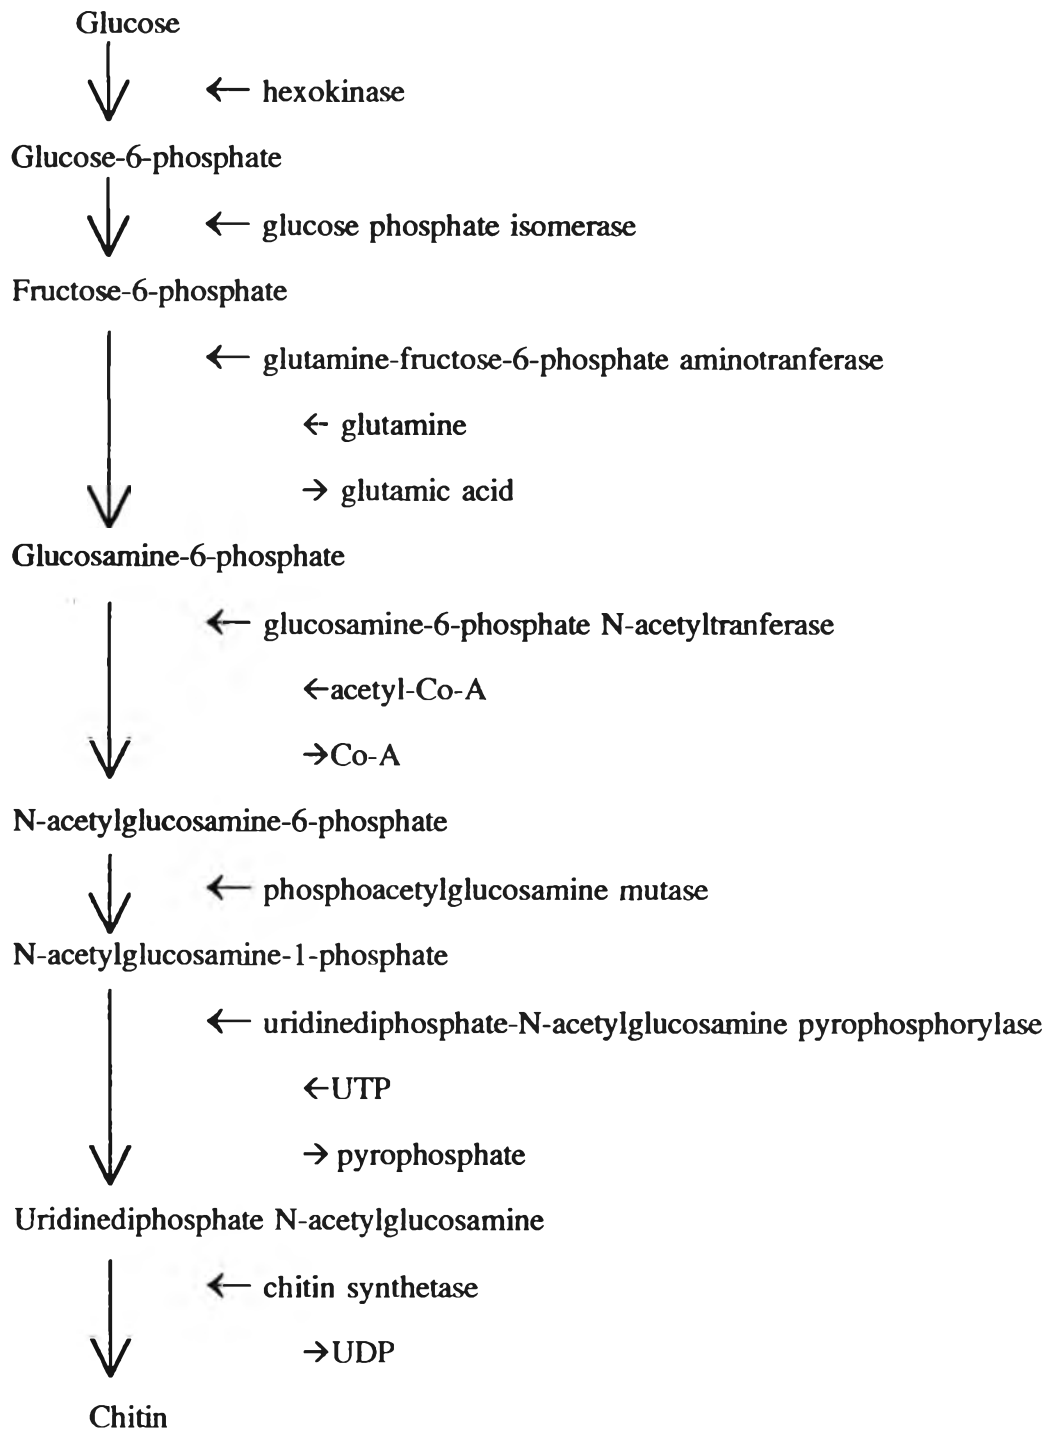 Glucose
← hexokinase
Glucose-6-phosphate
← glucose phosphate isomerase
Fructose-6-phosphate
← glutamine-fructose-6-phosphate aminotranferase
← glutamine
→ glutamic acid
Glucosamine-6-phosphate
← glucosamine-6-phosphate N-acetyltranferase
←acetyl-Co-A
→Co-A
N-acetylglucosamine-6-phosphate
← phosphoacetylglucosamine mutase
N-acetylglucosamine-1-phosphate
← uridinediphosphate-N-acetylglucosamine pyrophosphorylase
←UTP
→ pyrophosphate
Uridinediphosphate N-acetylglucosamine
← chitin synthetase
→UDP
Chitin